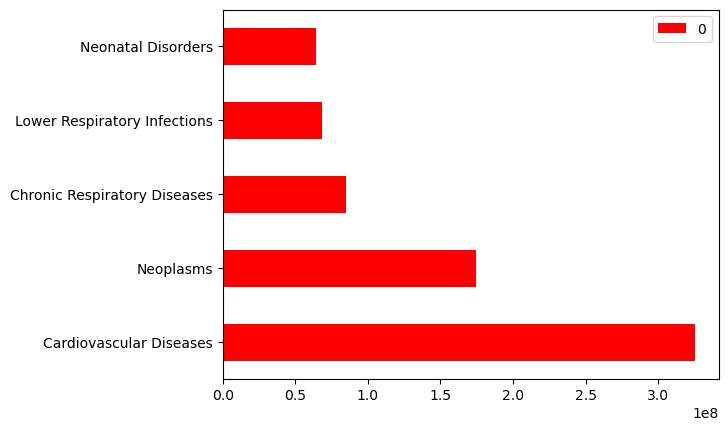 0
Neonatal Disorders
Lower Respiratory Infections
Chronic Respiratory Diseases
Neoplasms
Cardiovascular Diseases
0.0 0.5 1.0 1.5 2.0 2.5 3.0
1e8